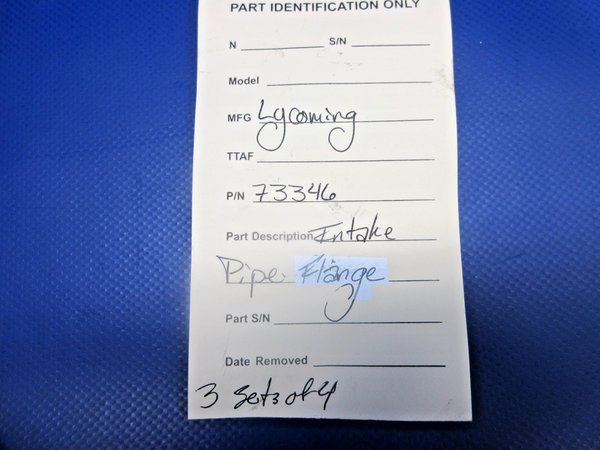 PART IDENTIFICATION ONLY
N S/N
Model
MFG Lycoming
TTAF
P/N 73346
Part Description Intake
Pipe Flange
Part S/N
Date Removed
3 sets of 4